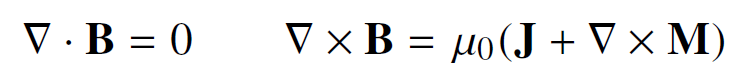 ∇ · B = 0 ∇ × B = μ₀(J + ∇ × M)